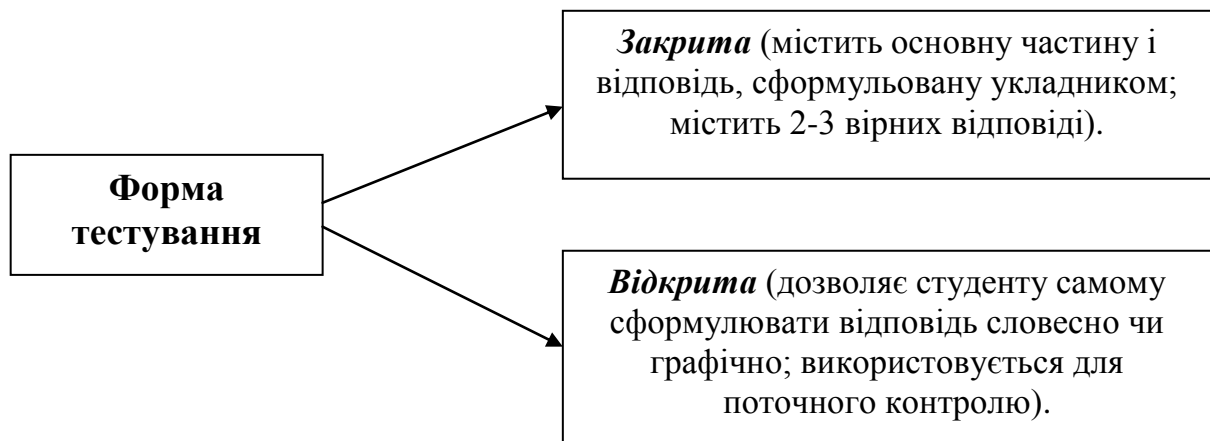 Закрита (містить основну частину і
відповідь, сформульовану укладником;
містить 2-3 вірних відповіді).
Форма
тестування
Відкрита (дозволяє студенту самому
сформулювати відповідь словесно чи
графічно; використовується для
поточного контролю).